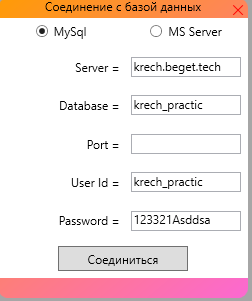 Соединение с базой данных
MySql MS Server
Server = krech.beget.tech
Database = krech_practic
Port =
User Id = krech_practic
Password = 123321Asddsa
Соединиться